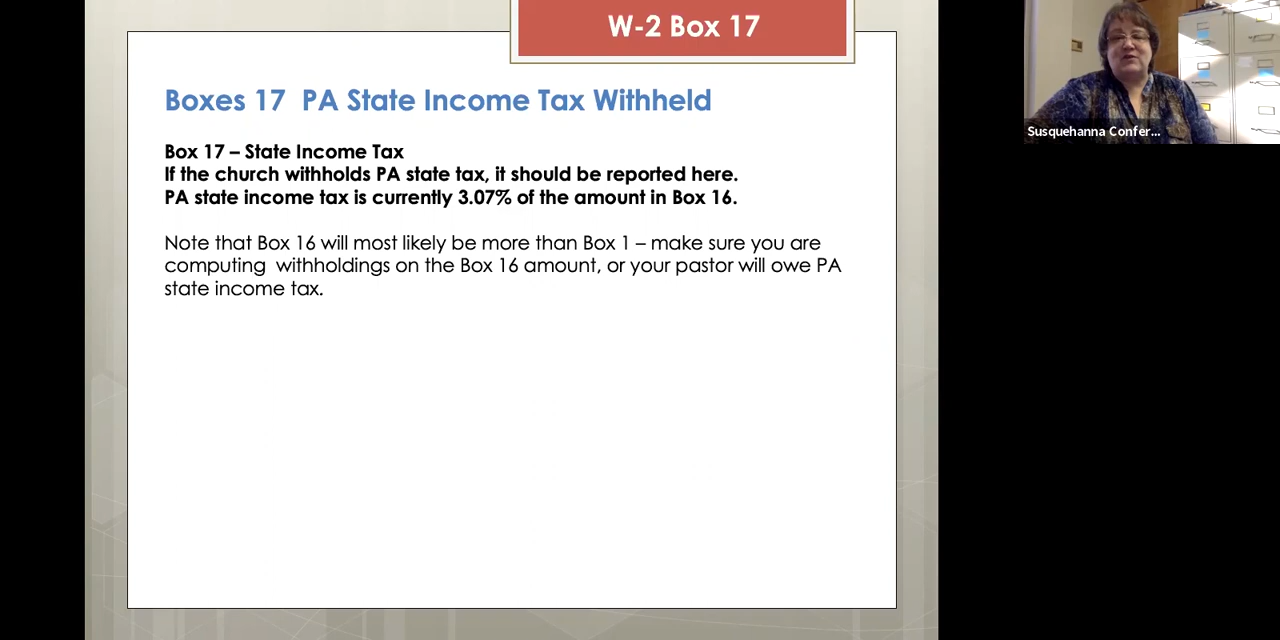 W-2 Box 17
Boxes 17  PA State Income Tax Withheld
Box 17 – State Income Tax
If the church withholds PA state tax, it should be reported here.
PA state income tax is currently 3.07% of the amount in Box 16.
Note that Box 16 will most likely be more than Box 1 – make sure you are
computing  withholdings on the Box 16 amount, or your pastor will owe PA
state income tax.
Susquehanna Confer...